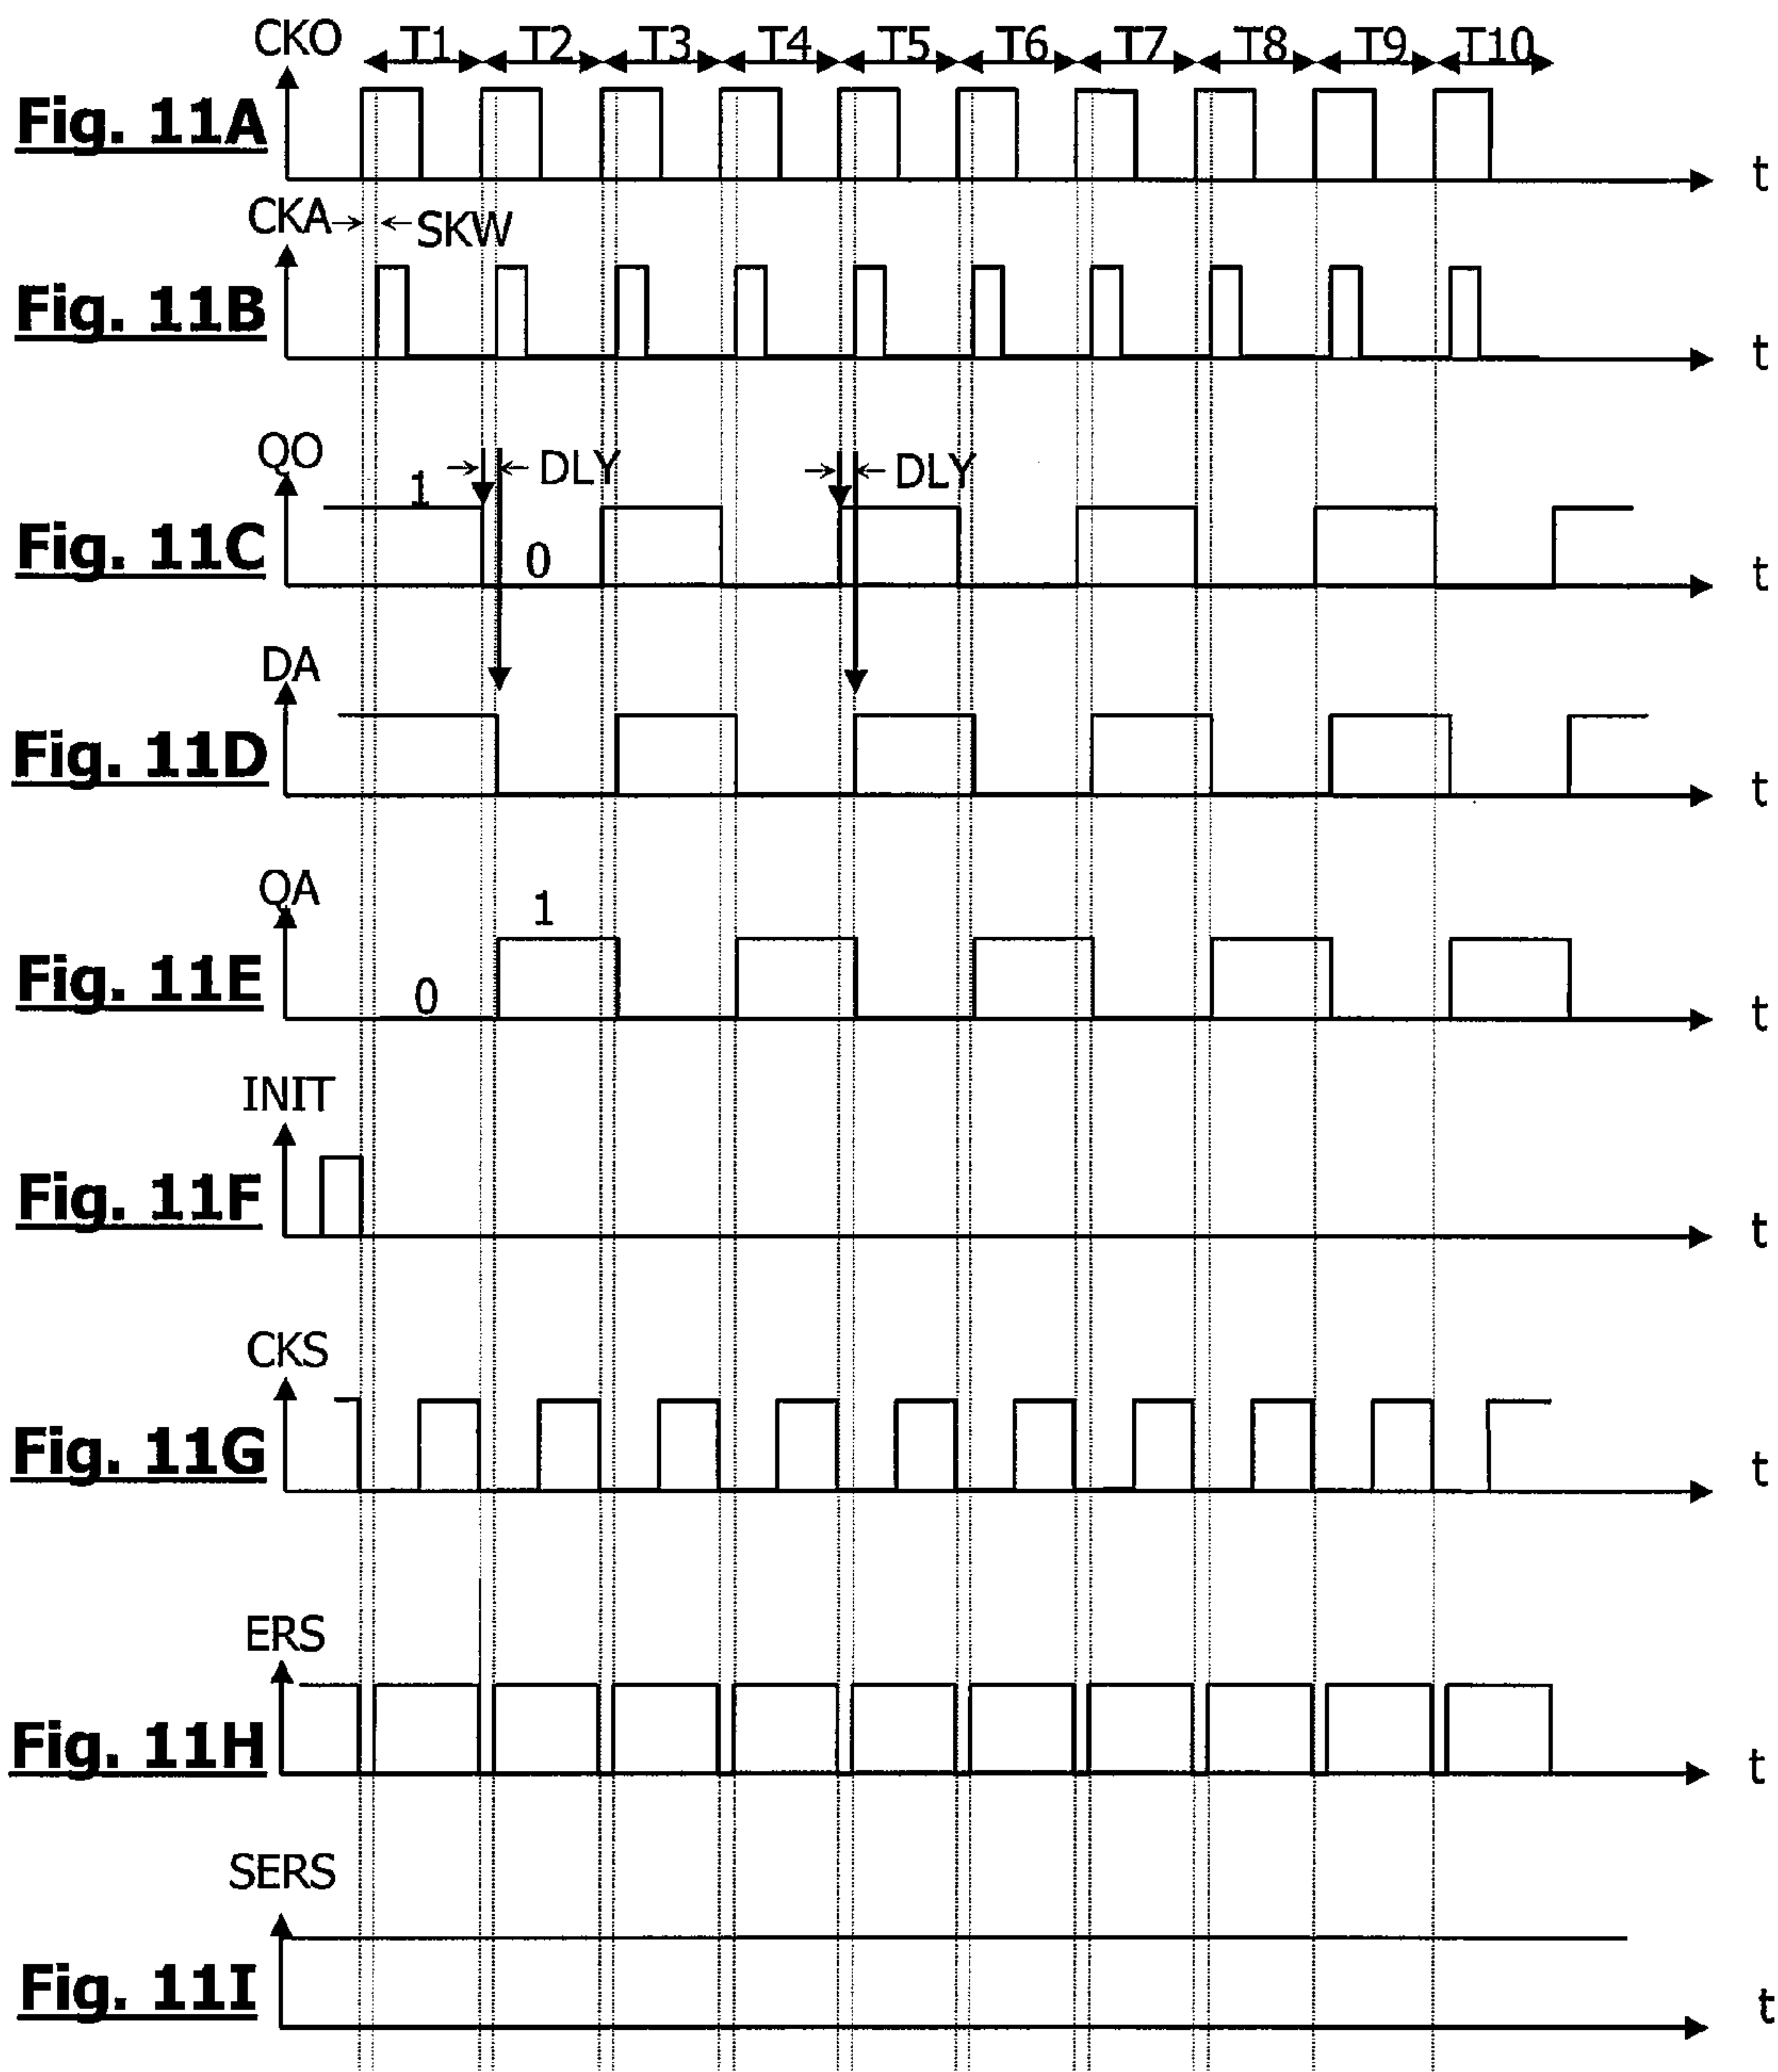 CKO T1 T2 T3 T4 T5 T6 T7 T8 T9 T10
Fig. 11A
t
CKA SKW
Fig. 11B
t
QO 1 DLY DLY
Fig. 11C
0
t
DA
Fig. 11D
t
QA 1
Fig. 11E
0
t
INIT
Fig. 11F
t
CKS
Fig. 11G
t
ERS
Fig. 11H
t
SERS
Fig. 11I
t